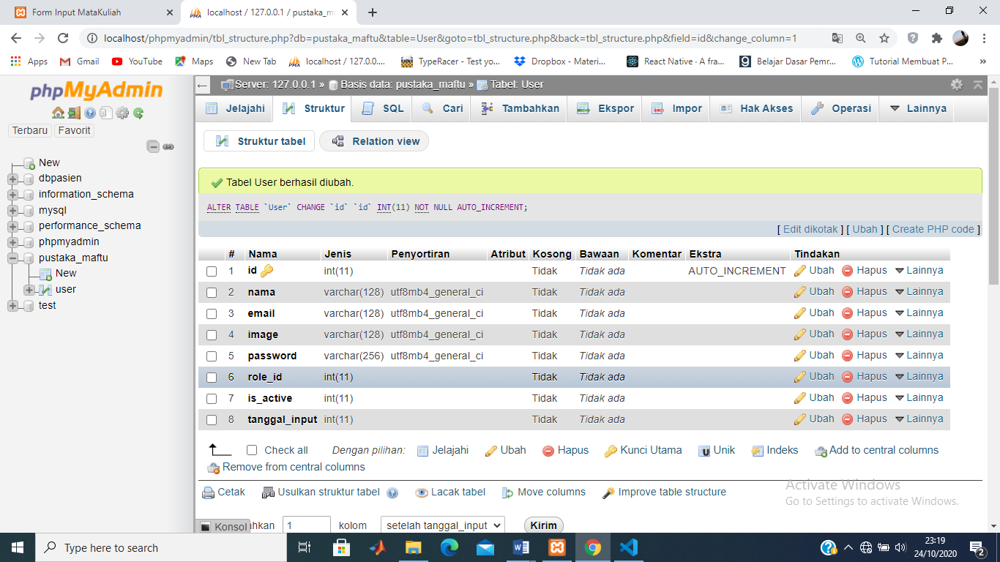 Form Input MataKuliah
localhost / 127.0.0.1 / pustaka_ma
localhost/phpmyadmin/tbl_structure.php?db=pustaka_maftu&table=User&goto=tbl_structure.php&back=tbl_structure.php&field=id&change_column=1
Apps Gmail YouTube Maps New Tab localhost / 127.0.0.... TypeRacer - Test yo... Dropbox - Materi... React Native · A fra... Belajar Dasar Pemr... Tutorial Membuat P... »
phpMyAdmin
Terbaru Favorit
New
dbpasien
information_schema
mysql
performance_schema
phpmyadmin
pustaka_maftu
New
user
test
Server: 127.0.0.1 » Basis data: pustaka_maftu » Tabel: User
Jelajahi Struktur SQL Cari Tambahkan Ekspor Impor Hak Akses Operasi Lainnya
Struktur tabel Relation view
Tabel User berhasil diubah.
ALTER TABLE `User` CHANGE `id` `id` INT(11) NOT NULL AUTO_INCREMENT;
[ Edit dikotak ] [ Ubah ] [ Create PHP code ]
# Nama Jenis Penyortiran Atribut Kosong Bawaan Komentar Ekstra Tindakan
1 id int(11) Tidak Tidak ada AUTO_INCREMENT Ubah Hapus Lainnya
2 nama varchar(128) utf8mb4_general_ci Tidak Tidak ada Ubah Hapus Lainnya
3 email varchar(128) utf8mb4_general_ci Tidak Tidak ada Ubah Hapus Lainnya
4 image varchar(128) utf8mb4_general_ci Tidak Tidak ada Ubah Hapus Lainnya
5 password varchar(256) utf8mb4_general_ci Tidak Tidak ada Ubah Hapus Lainnya
6 role_id int(11) Tidak Tidak ada Ubah Hapus Lainnya
7 is_active int(11) Tidak Tidak ada Ubah Hapus Lainnya
8 tanggal_input int(11) Tidak Tidak ada Ubah Hapus Lainnya
Check all Dengan pilihan: Jelajahi Ubah Hapus Kunci Utama Unik Indeks Add to central columns
Remove from central columns
Cetak Usulkan struktur tabel Lacak tabel Move columns Improve table structure
Activate Windows
Go to Settings to activate Windows.
Konsol ahkan 1 kolom setelah tanggal_input Kirim
Type here to search
23:19
24/10/2020
2